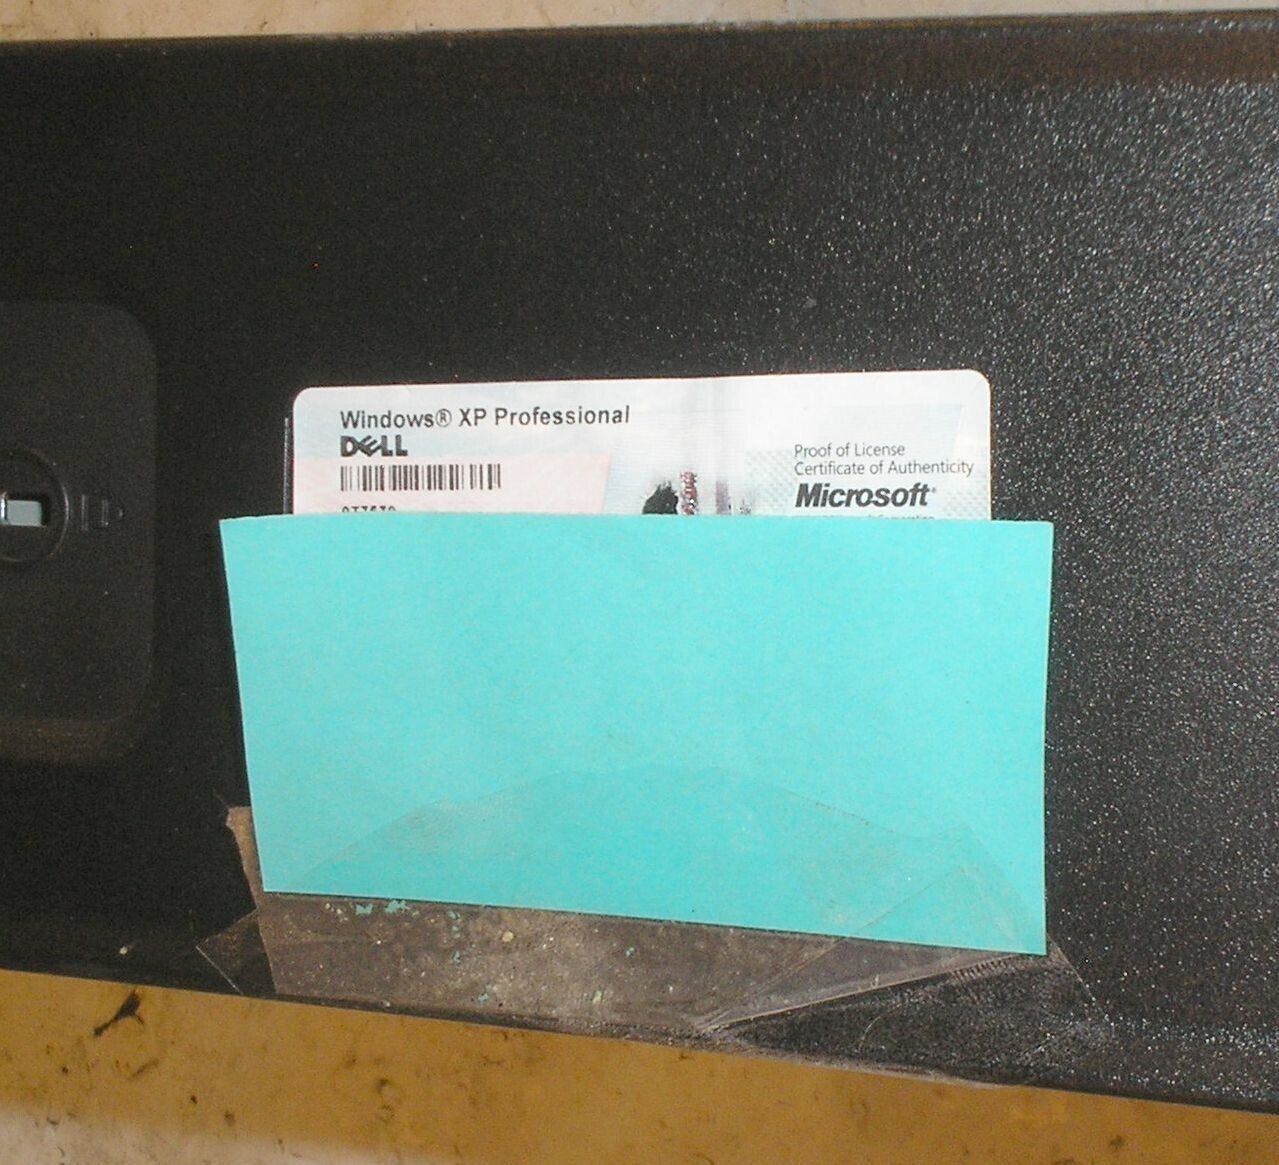 Windows® XP Professional
DELL
Proof of License
Certificate of Authenticity
Microsoft®